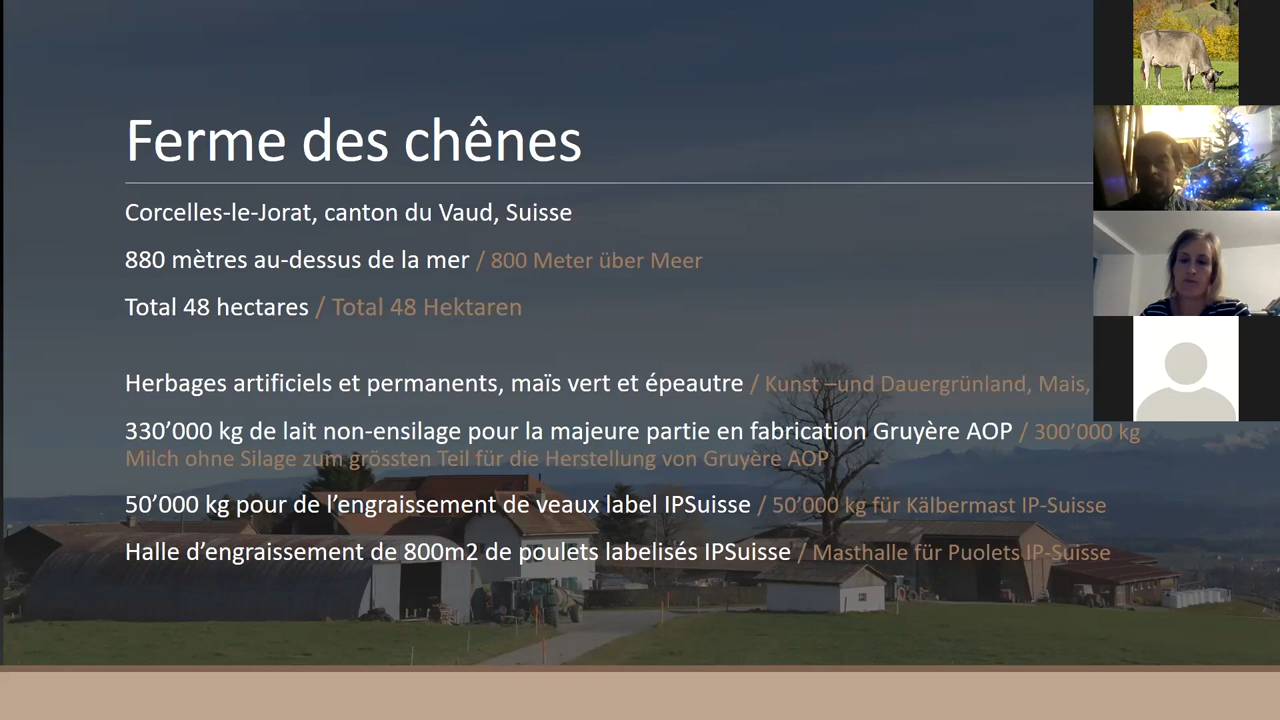 Ferme des chênes
Corcelles-le-Jorat, canton du Vaud, Suisse
880 mètres au-dessus de la mer / 800 Meter über Meer
Total 48 hectares / Total 48 Hektaren
Herbages artificiels et permanents, maïs vert et épeautre / Kunst –und Dauergrünland, Mais,
330’000 kg de lait non-ensilage pour la majeure partie en fabrication Gruyère AOP / 300’000 kg
Milch ohne Silage zum grössten Teil für die Herstellung von Gruyère AOP
50’000 kg pour de l’engraissement de veaux label IPSuisse / 50’000 kg für Kälbermast IP-Suisse
Halle d’engraissement de 800m2 de poulets labelisés IPSuisse / Masthalle für Puolets IP-Suisse